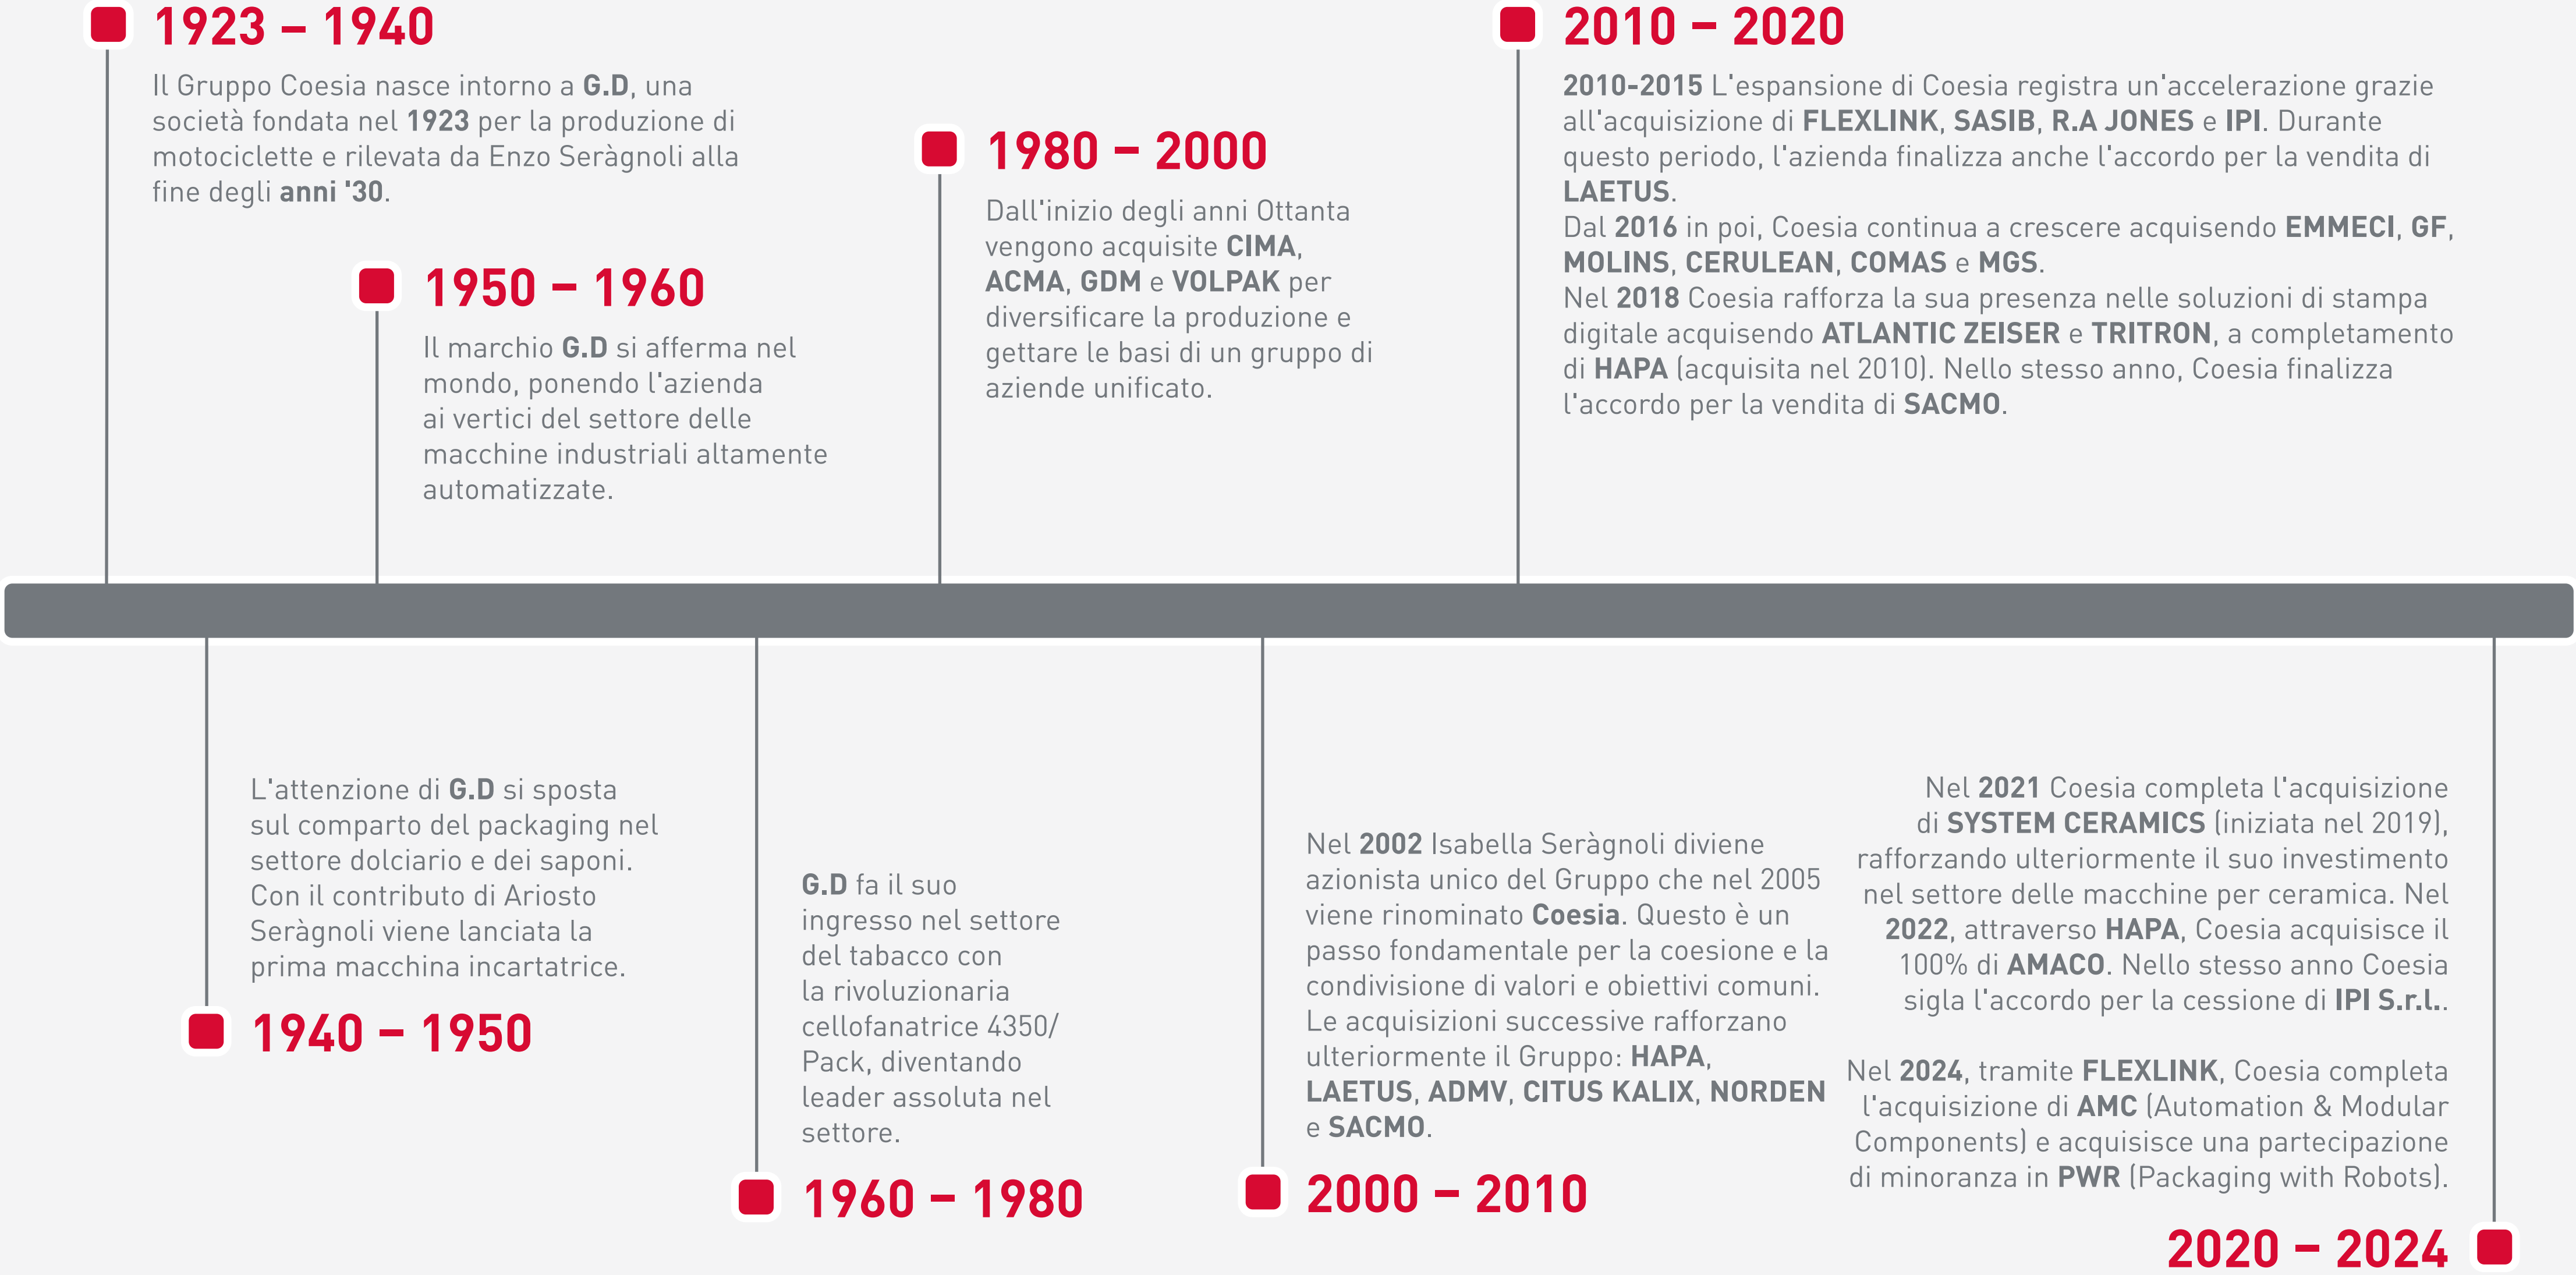 1923 – 1940
Il Gruppo Coesia nasce intorno a G.D, una
società fondata nel 1923 per la produzione di
motociclette e rilevata da Enzo Seràgnoli alla
fine degli anni '30.
L'attenzione di G.D si sposta
sul comparto del packaging nel
settore dolciario e dei saponi.
Con il contributo di Ariosto
Seràgnoli viene lanciata la
prima macchina incartatrice.
1940 – 1950
1950 – 1960
Il marchio G.D si afferma nel
mondo, ponendo l'azienda
ai vertici del settore delle
macchine industriali altamente
automatizzate.
G.D fa il suo
ingresso nel settore
del tabacco con
la rivoluzionaria
cellofanatrice 4350/
Pack, diventando
leader assoluta nel
settore.
1960 – 1980
1980 – 2000
Dall'inizio degli anni Ottanta
vengono acquisite CIMA,
ACMA, GDM e VOLPAK per
diversificare la produzione e
gettare le basi di un gruppo di
aziende unificato.
Nel 2002 Isabella Seràgnoli diviene
azionista unico del Gruppo che nel 2005
viene rinominato Coesia. Questo è un
passo fondamentale per la coesione e la
condivisione di valori e obiettivi comuni.
Le acquisizioni successive rafforzano
ulteriormente il Gruppo: HAPA,
LAETUS, ADMV, CITUS KALIX, NORDEN
e SACMO.
2000 – 2010
2010 – 2020
2010-2015 L'espansione di Coesia registra un'accelerazione grazie
all'acquisizione di FLEXLINK, SASIB, R.A JONES e IPI. Durante
questo periodo, l'azienda finalizza anche l'accordo per la vendita di
LAETUS.
Dal 2016 in poi, Coesia continua a crescere acquisendo EMMECI, GF,
MOLINS, CERULEAN, COMAS e MGS.
Nel 2018 Coesia rafforza la sua presenza nelle soluzioni di stampa
digitale acquisendo ATLANTIC ZEISER e TRITRON, a completamento
di HAPA (acquisita nel 2010). Nello stesso anno, Coesia finalizza
l'accordo per la vendita di SACMO.
Nel 2021 Coesia completa l'acquisizione
di SYSTEM CERAMICS (iniziata nel 2019),
rafforzando ulteriormente il suo investimento
nel settore delle macchine per ceramica. Nel
2022, attraverso HAPA, Coesia acquisisce il
100% di AMACO. Nello stesso anno Coesia
sigla l'accordo per la cessione di IPI S.r.l..
Nel 2024, tramite FLEXLINK, Coesia completa
l'acquisizione di AMC (Automation & Modular
Components) e acquisisce una partecipazione
di minoranza in PWR (Packaging with Robots).
2020 – 2024